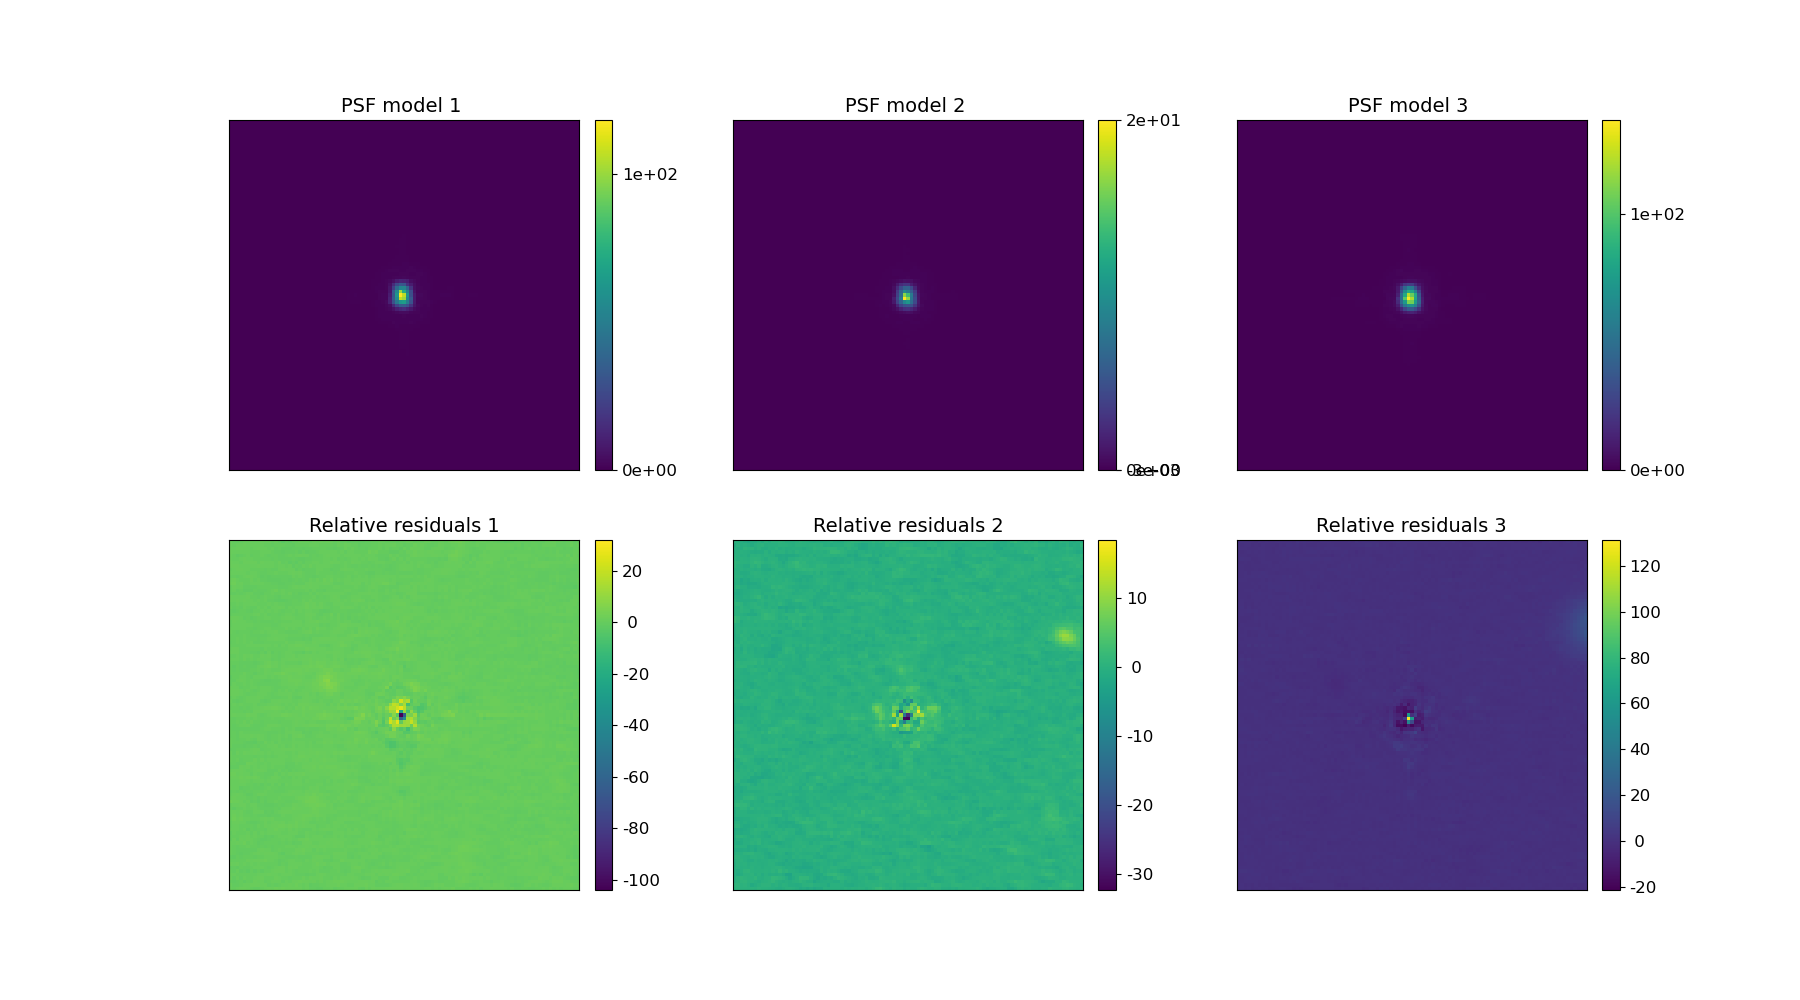 PSF model 1
PSF model 2
PSF model 3
1e+02
0e+00
2e+01
1e+02
0e+00
Relative residuals 1
Relative residuals 2
Relative residuals 3
20
0
-20
-40
-60
-80
-100
10
0
-10
-20
-30
120
100
80
60
40
20
0
-20